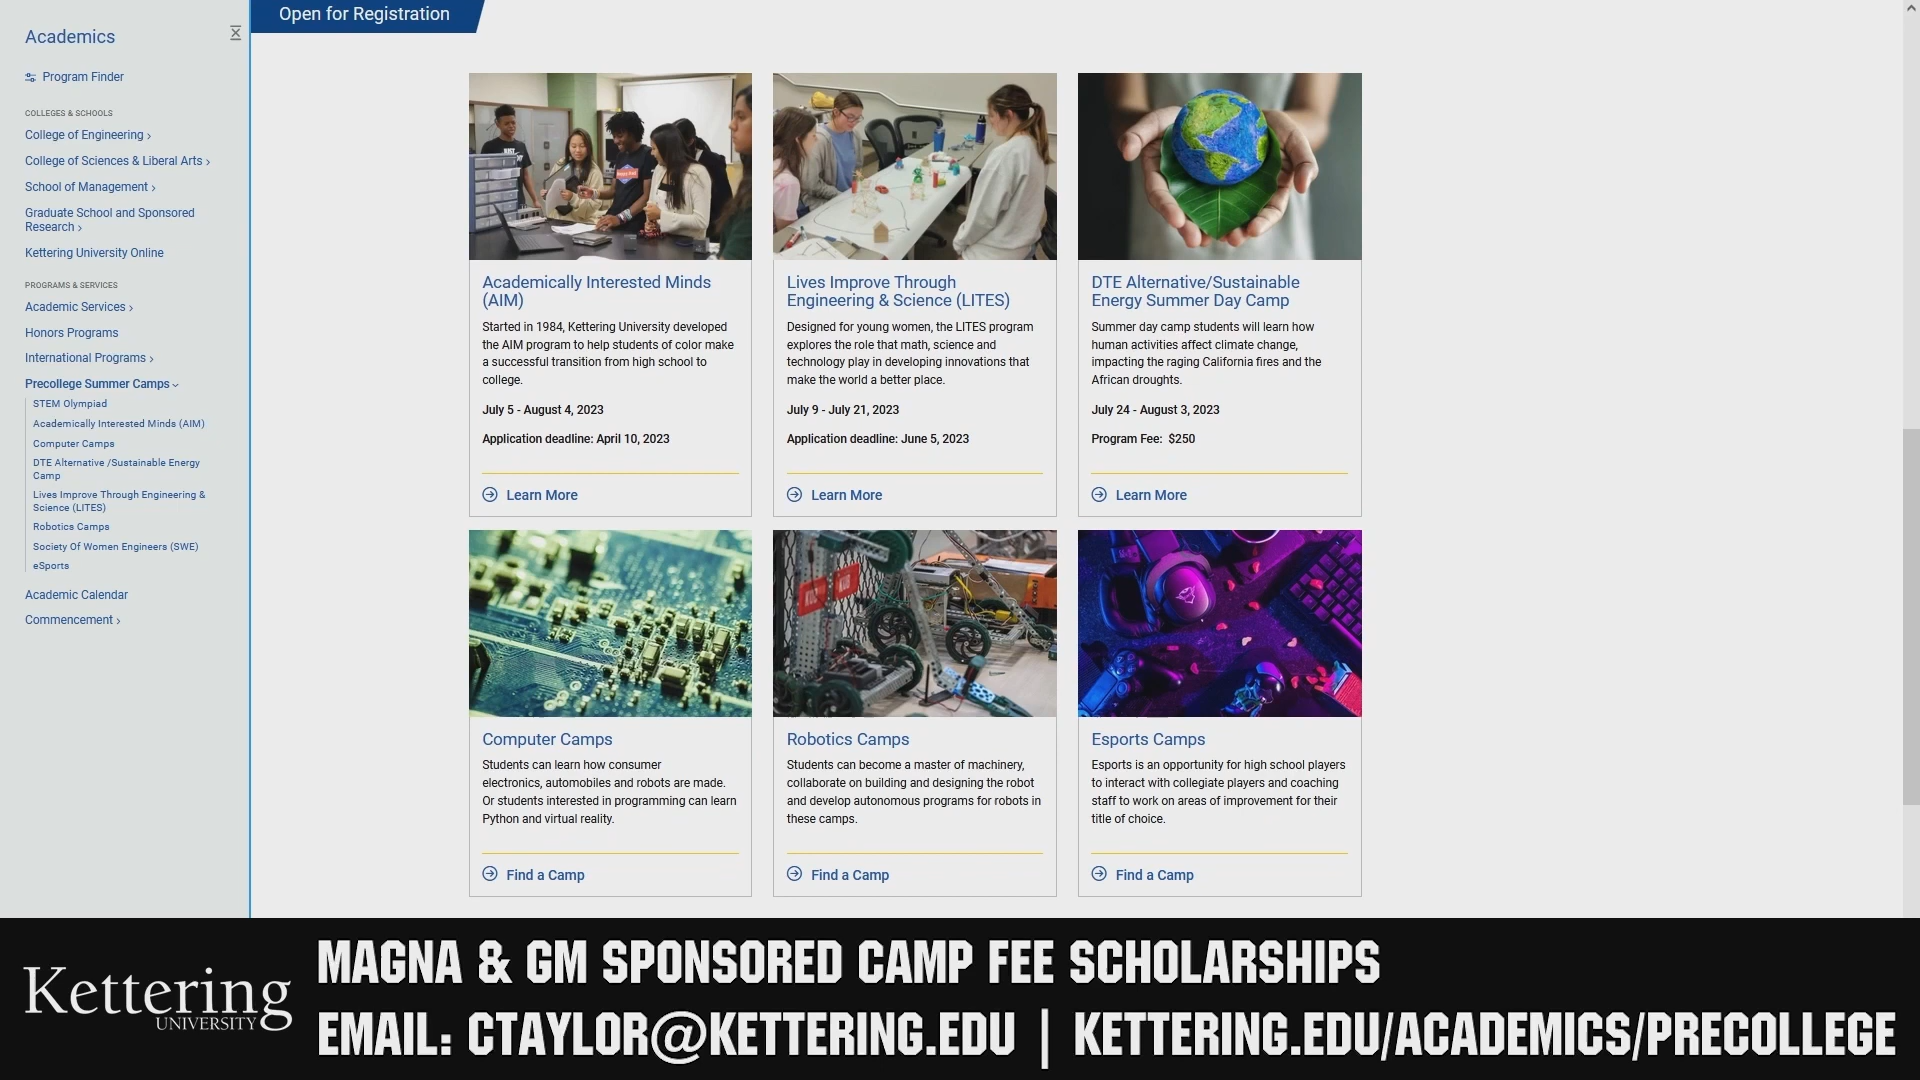 Open for Registration
Academics
Program Finder
COLLEGES & SCHOOLS
College of Engineering
College of Sciences & Liberal Arts
School of Management
Graduate School and Sponsored
Research
Kettering University Online
PROGRAMS & SERVICES
Academic Services
Honors Programs
International Programs
Precollege Summer Camps
STEM Olympiad
Academically Interested Minds (AIM)
Computer Camps
DTE Alternative /Sustainable Energy
Camp
Lives Improve Through Engineering &
Science (LITES)
Robotics Camps
Society Of Women Engineers (SWE)
eSports
Academic Calendar
Commencement
Academically Interested Minds
(AIM)
Started in 1984, Kettering University developed
the AIM program to help students of color make
a successful transition from high school to
college.
July 5 - August 4, 2023
Application deadline: April 10, 2023
Learn More
Lives Improve Through
Engineering & Science (LITES)
Designed for young women, the LITES program
explores the role that math, science and
technology play in developing innovations that
make the world a better place.
July 9 - July 21, 2023
Application deadline: June 5, 2023
Learn More
DTE Alternative/Sustainable
Energy Summer Day Camp
Summer day camp students will learn how
human activities affect climate change,
impacting the raging California fires and the
African droughts.
July 24 - August 3, 2023
Program Fee: $250
Learn More
Computer Camps
Students can learn how consumer
electronics, automobiles and robots are made.
Or students interested in programming can learn
Python and virtual reality.
Find a Camp
Robotics Camps
Students can become a master of machinery,
collaborate on building and designing the robot
and develop autonomous programs for robots in
these camps.
Find a Camp
Esports Camps
Esports is an opportunity for high school players
to interact with collegiate players and coaching
staff to work on areas of improvement for their
title of choice.
Find a Camp
Kettering
UNIVERSITY
MAGNA & GM SPONSORED CAMP FEE SCHOLARSHIPS
EMAIL: CTAYLOR@KETTERING.EDU | KETTERING.EDU/ACADEMICS/PRECOLLEGE